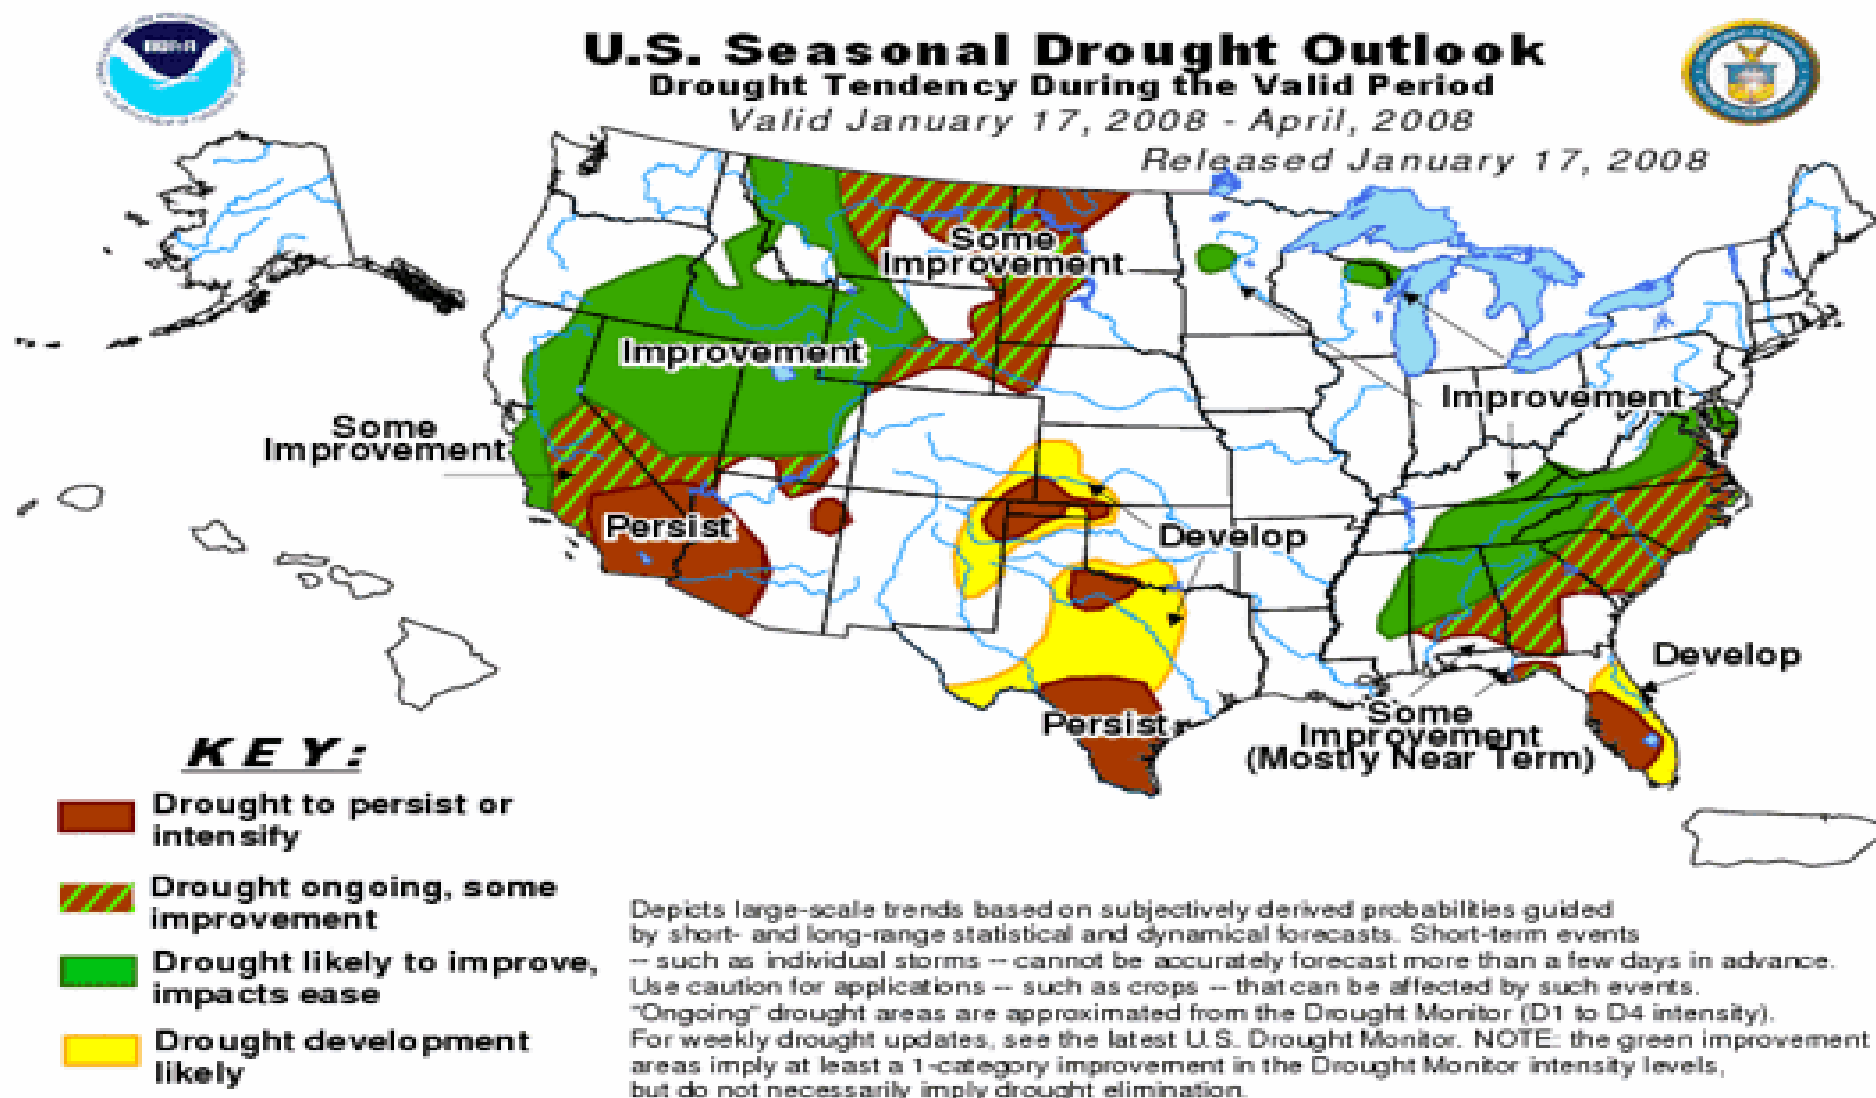 NOAA
U.S. Seasonal Drought Outlook
Drought Tendency During the Valid Period
Valid January 17, 2008 - April, 2008
Released January 17, 2008
Some
Improvement
Improvement
Some
Improvement
Improvement
Persist
Develop
Develop
Persist
Some
Improvement
(Mostly Near Term)
KEY:
Drought to persist or
intensify
Drought ongoing, some
improvement
Drought likely to improve,
impacts ease
Drought development
likely
Depicts large-scale trends based on subjectively derived probabilities guided
by short- and long-range statistical and dynamical forecasts. Short-term events
-- such as individual storms -- cannot be accurately forecast more than a few days in advance.
Use caution for applications -- such as crops -- that can be affected by such events.
"Ongoing" drought areas are approximated from the Drought Monitor (D1 to D4 intensity).
For weekly drought updates, see the latest U.S. Drought Monitor. NOTE: the green improvement
areas imply at least a 1-category improvement in the Drought Monitor intensity levels,
but do not necessarily imply drought elimination.